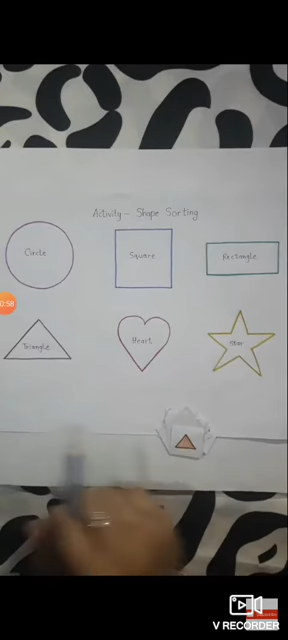 Activity— Shape Sorting
Circle
Square
Rectangle
0:58
Triangle
Heart
Star
V RECORDER